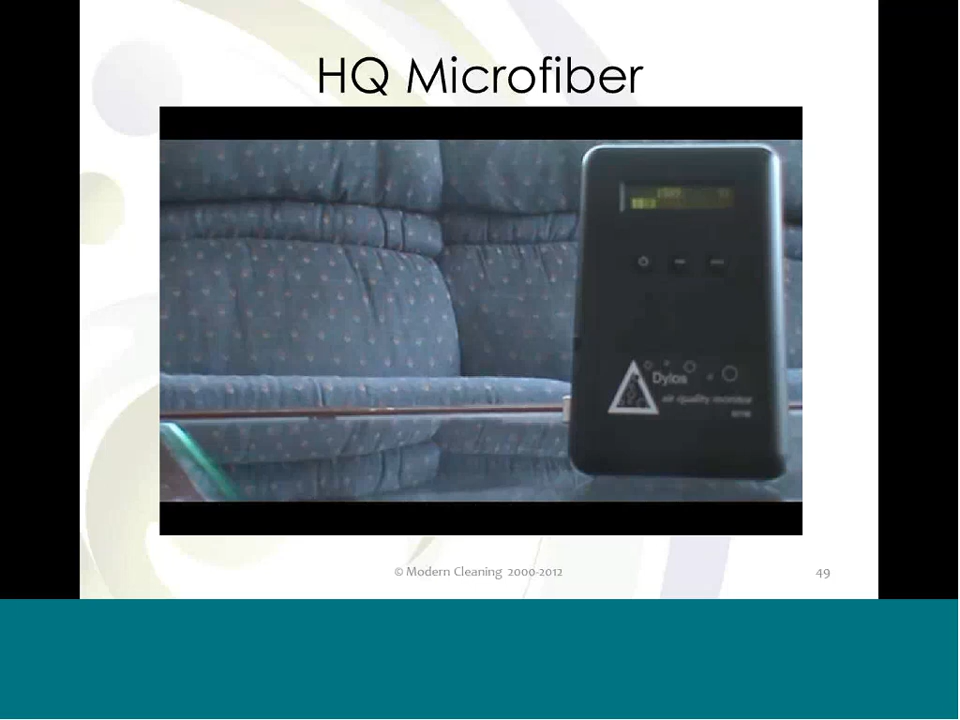 HQ Microfiber
Dylos
air quality monitor
© Modern Cleaning 2000-2012
49